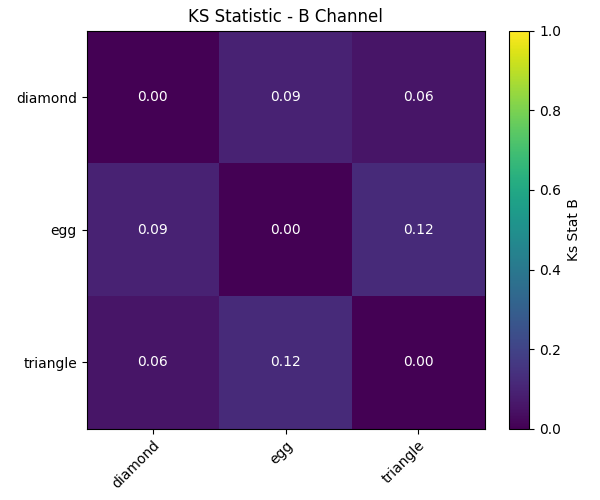 KS Statistic - B Channel
diamond 0.00 0.09 0.06
egg 0.09 0.00 0.12
triangle 0.06 0.12 0.00
diamond egg triangle
1.0
0.8
0.6
0.4
0.2
0.0
Ks Stat B